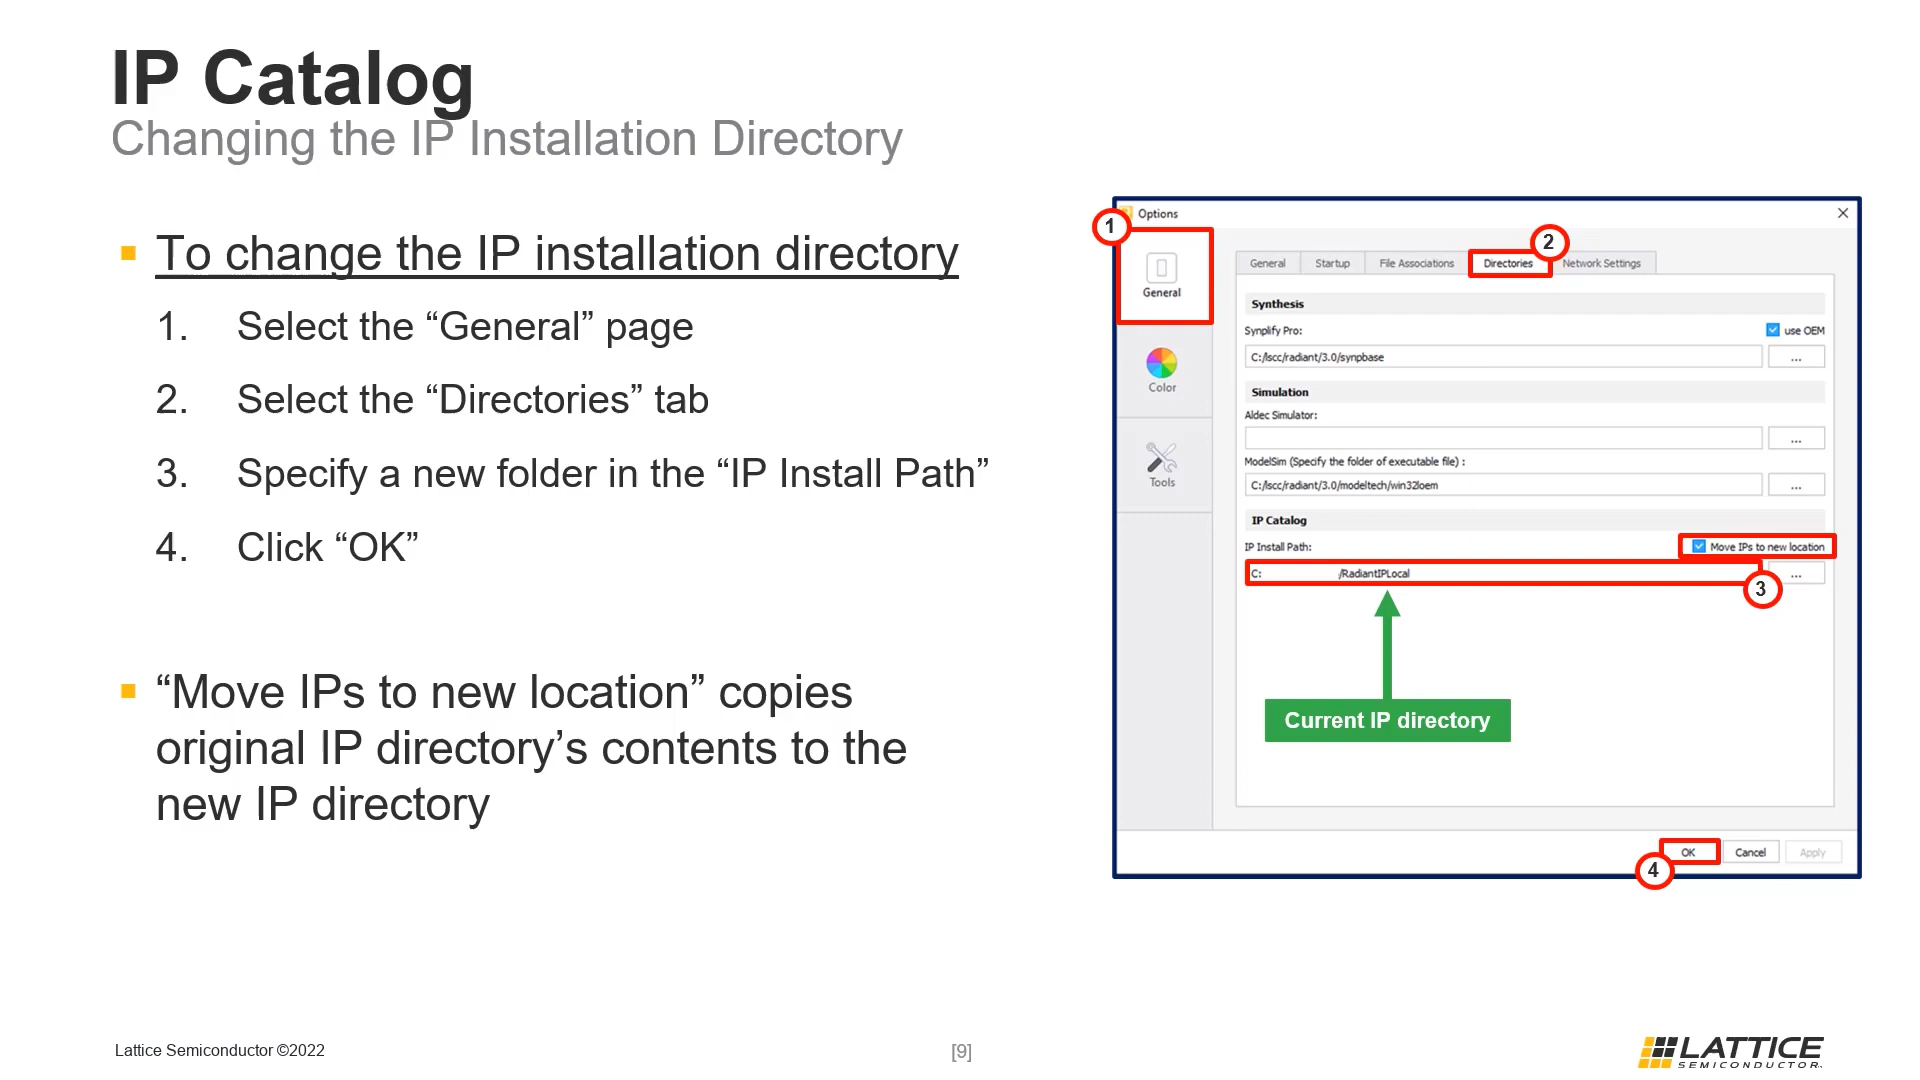 IP Catalog
Changing the IP Installation Directory
To change the IP installation directory
1. Select the “General” page
2. Select the “Directories” tab
3. Specify a new folder in the “IP Install Path”
4. Click “OK”
“Move IPs to new location” copies
original IP directory’s contents to the
new IP directory
Options
1
General
Color
Tools
2
General Startup File Associations Directories Network Settings
Synthesis
Synplify Pro: use OEM
C:/lscc/radiant/3.0/synpbase ...
Simulation
Aldec Simulator:
...
ModelSim (Specify the folder of executable file) :
C:/lscc/radiant/3.0/modeltech/win32loem ...
IP Catalog
IP Install Path: Move IPs to new location
C: /RadiantIPLocal ...
3
Current IP directory
OK Cancel Apply
4
Lattice Semiconductor ©2022
[9]
LATTICE
SEMICONDUCTOR